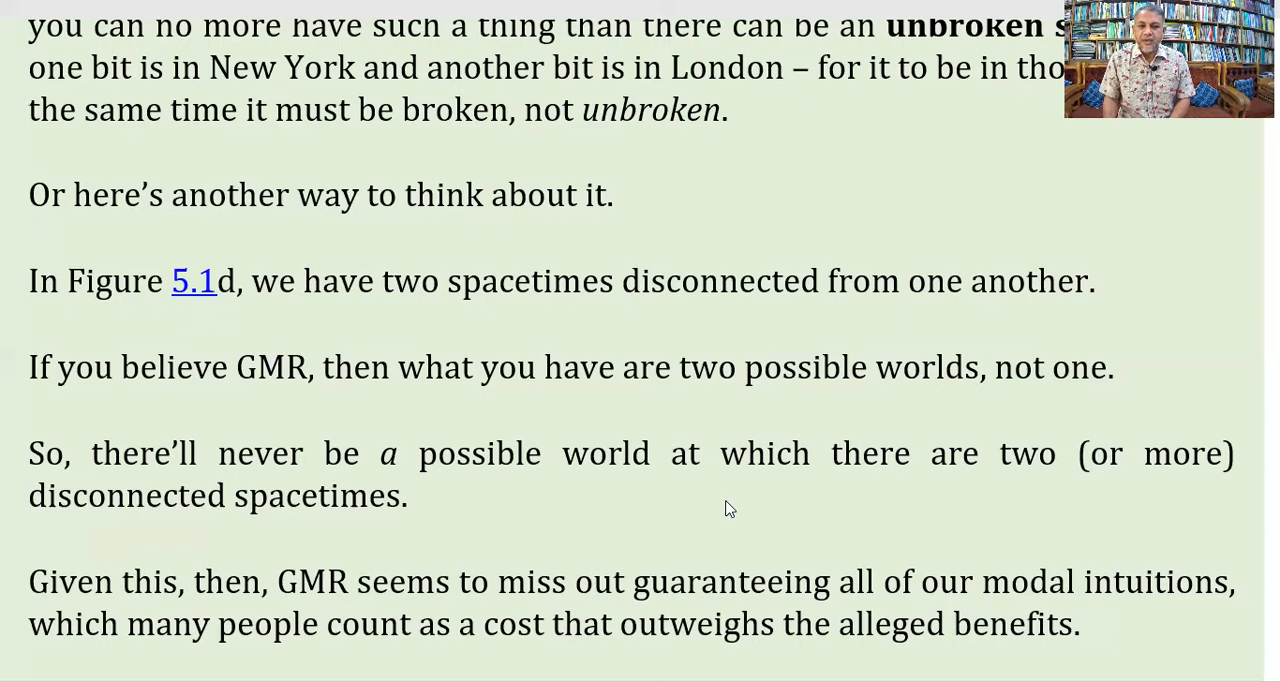 you can no more have such a thing than there can be an unbroken
one bit is in New York and another bit is in London – for it to be in
the same time it must be broken, not unbroken.
Or here’s another way to think about it.
In Figure 5.1d, we have two spacetimes disconnected from one another.
If you believe GMR, then what you have are two possible worlds, not one.
So, there’ll never be a possible world at which there are two (or more)
disconnected spacetimes.
Given this, then, GMR seems to miss out guaranteeing all of our modal intuitions,
which many people count as a cost that outweighs the alleged benefits.